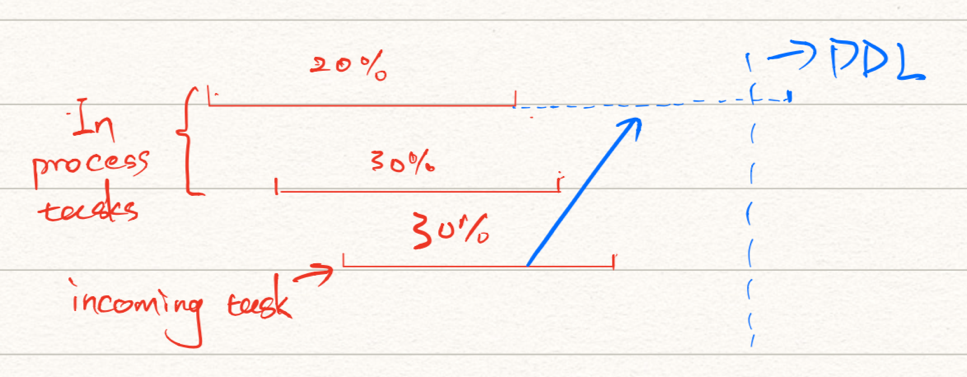 20%
→ DDL
In
process
tasks
30%
30%
incoming task